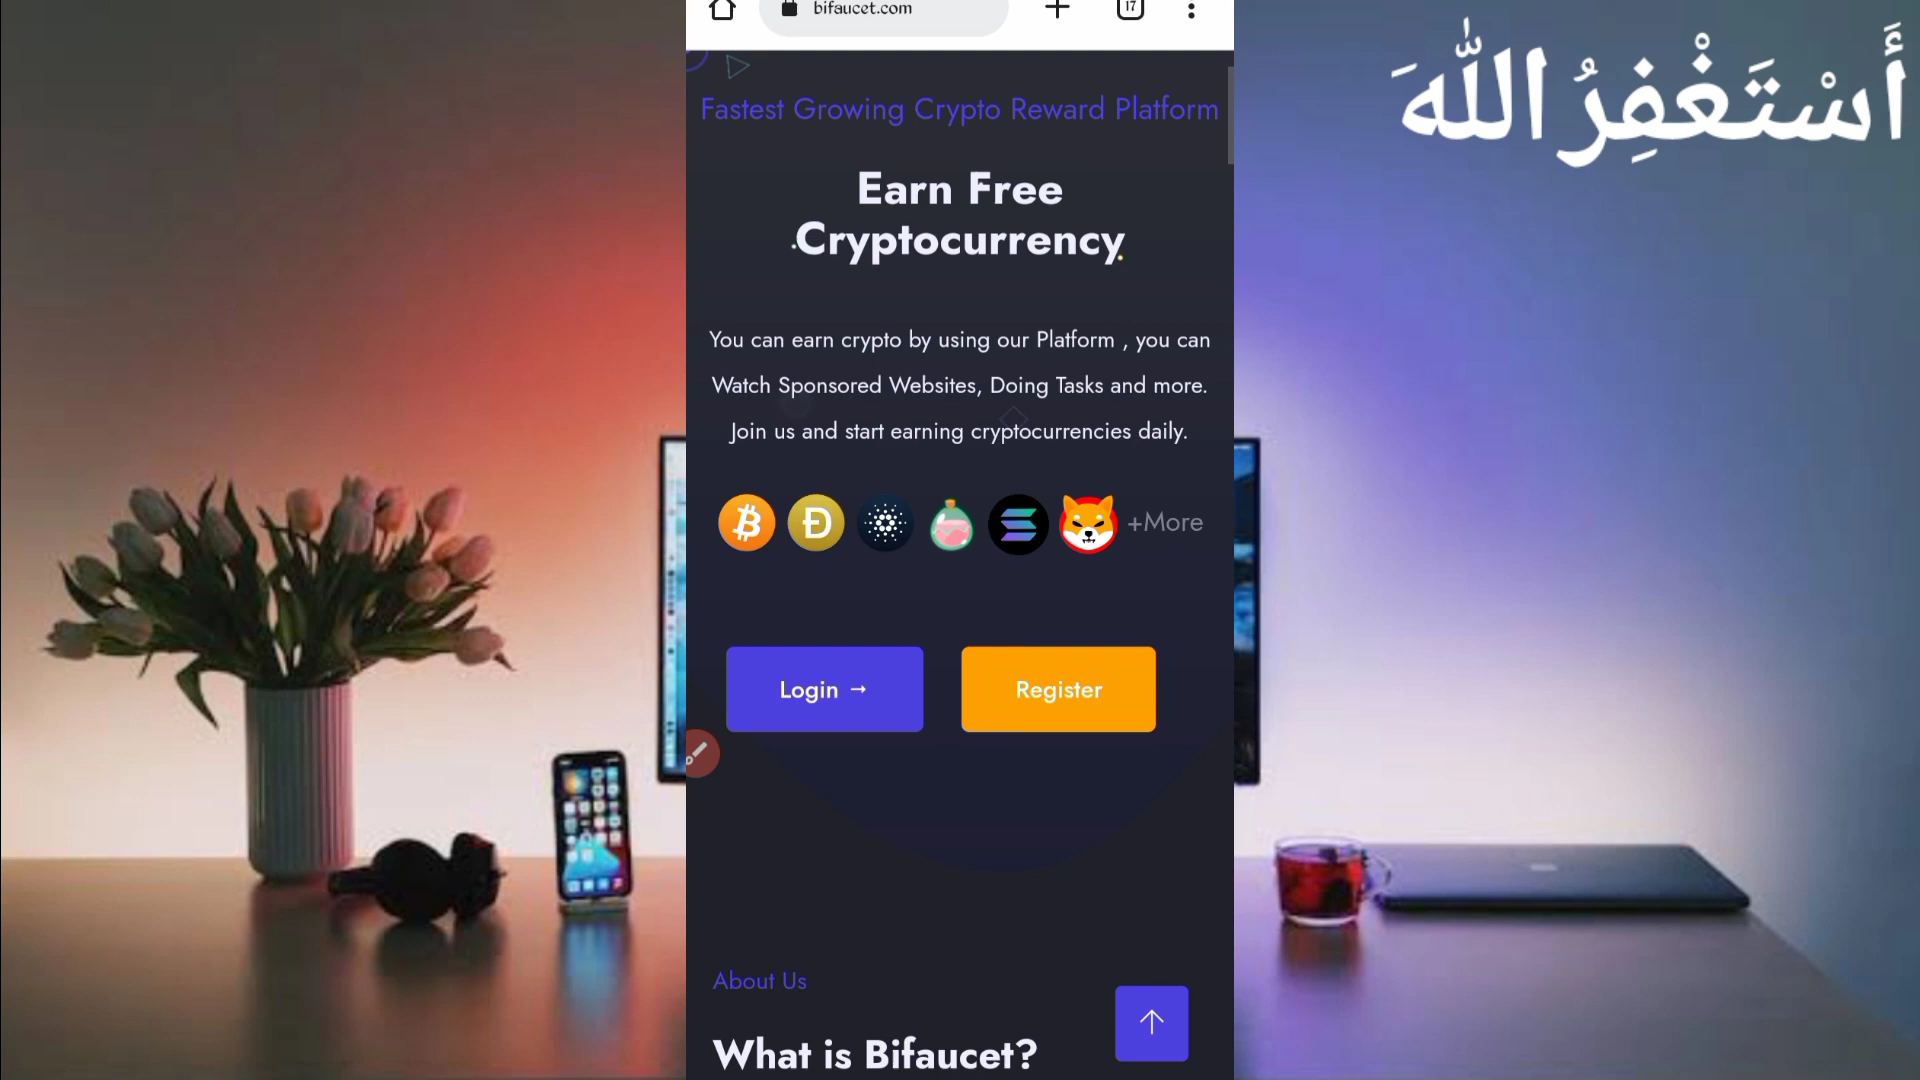 bifaucet.com
17
أَسْتَغْفِرُ اللّٰهَ
Fastest Growing Crypto Reward Platform
Earn Free
Cryptocurrency
You can earn crypto by using our Platform , you can
Watch Sponsored Websites, Doing Tasks and more.
Join us and start earning cryptocurrencies daily.
+More
Login →
Register
About Us
What is Bifaucet?